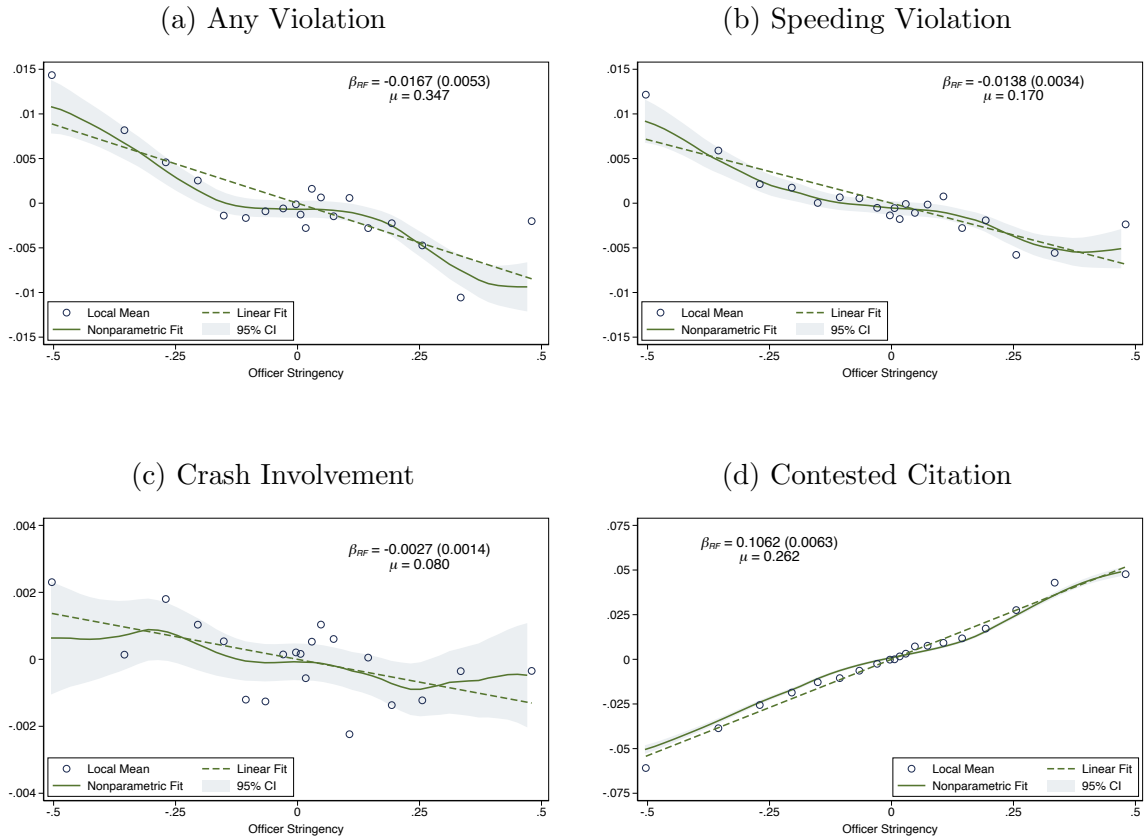 (a) Any Violation
β_RF = -0.0167 (0.0053)
μ = 0.347
.015
.01
.005
0
-.005
-.01
-.015
Local Mean
Linear Fit
Nonparametric Fit
95% CI
-.5
-.25
0
.25
.5
Officer Stringency
(b) Speeding Violation
β_RF = -0.0138 (0.0034)
μ = 0.170
.015
.01
.005
0
-.005
-.01
-.015
Local Mean
Linear Fit
Nonparametric Fit
95% CI
-.5
-.25
0
.25
.5
Officer Stringency
(c) Crash Involvement
β_RF = -0.0027 (0.0014)
μ = 0.080
.004
.002
0
-.002
-.004
Local Mean
Linear Fit
Nonparametric Fit
95% CI
-.5
-.25
0
.25
.5
Officer Stringency
(d) Contested Citation
β_RF = 0.1062 (0.0063)
μ = 0.262
.075
.05
.025
0
-.025
-.05
-.075
Local Mean
Linear Fit
Nonparametric Fit
95% CI
-.5
-.25
0
.25
.5
Officer Stringency